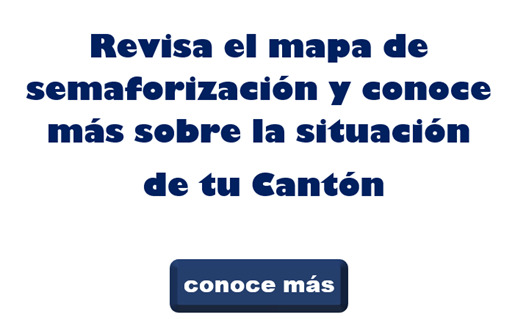 Revisa el mapa de
semaforización y conoce
más sobre la situación
de tu Cantón
conoce más